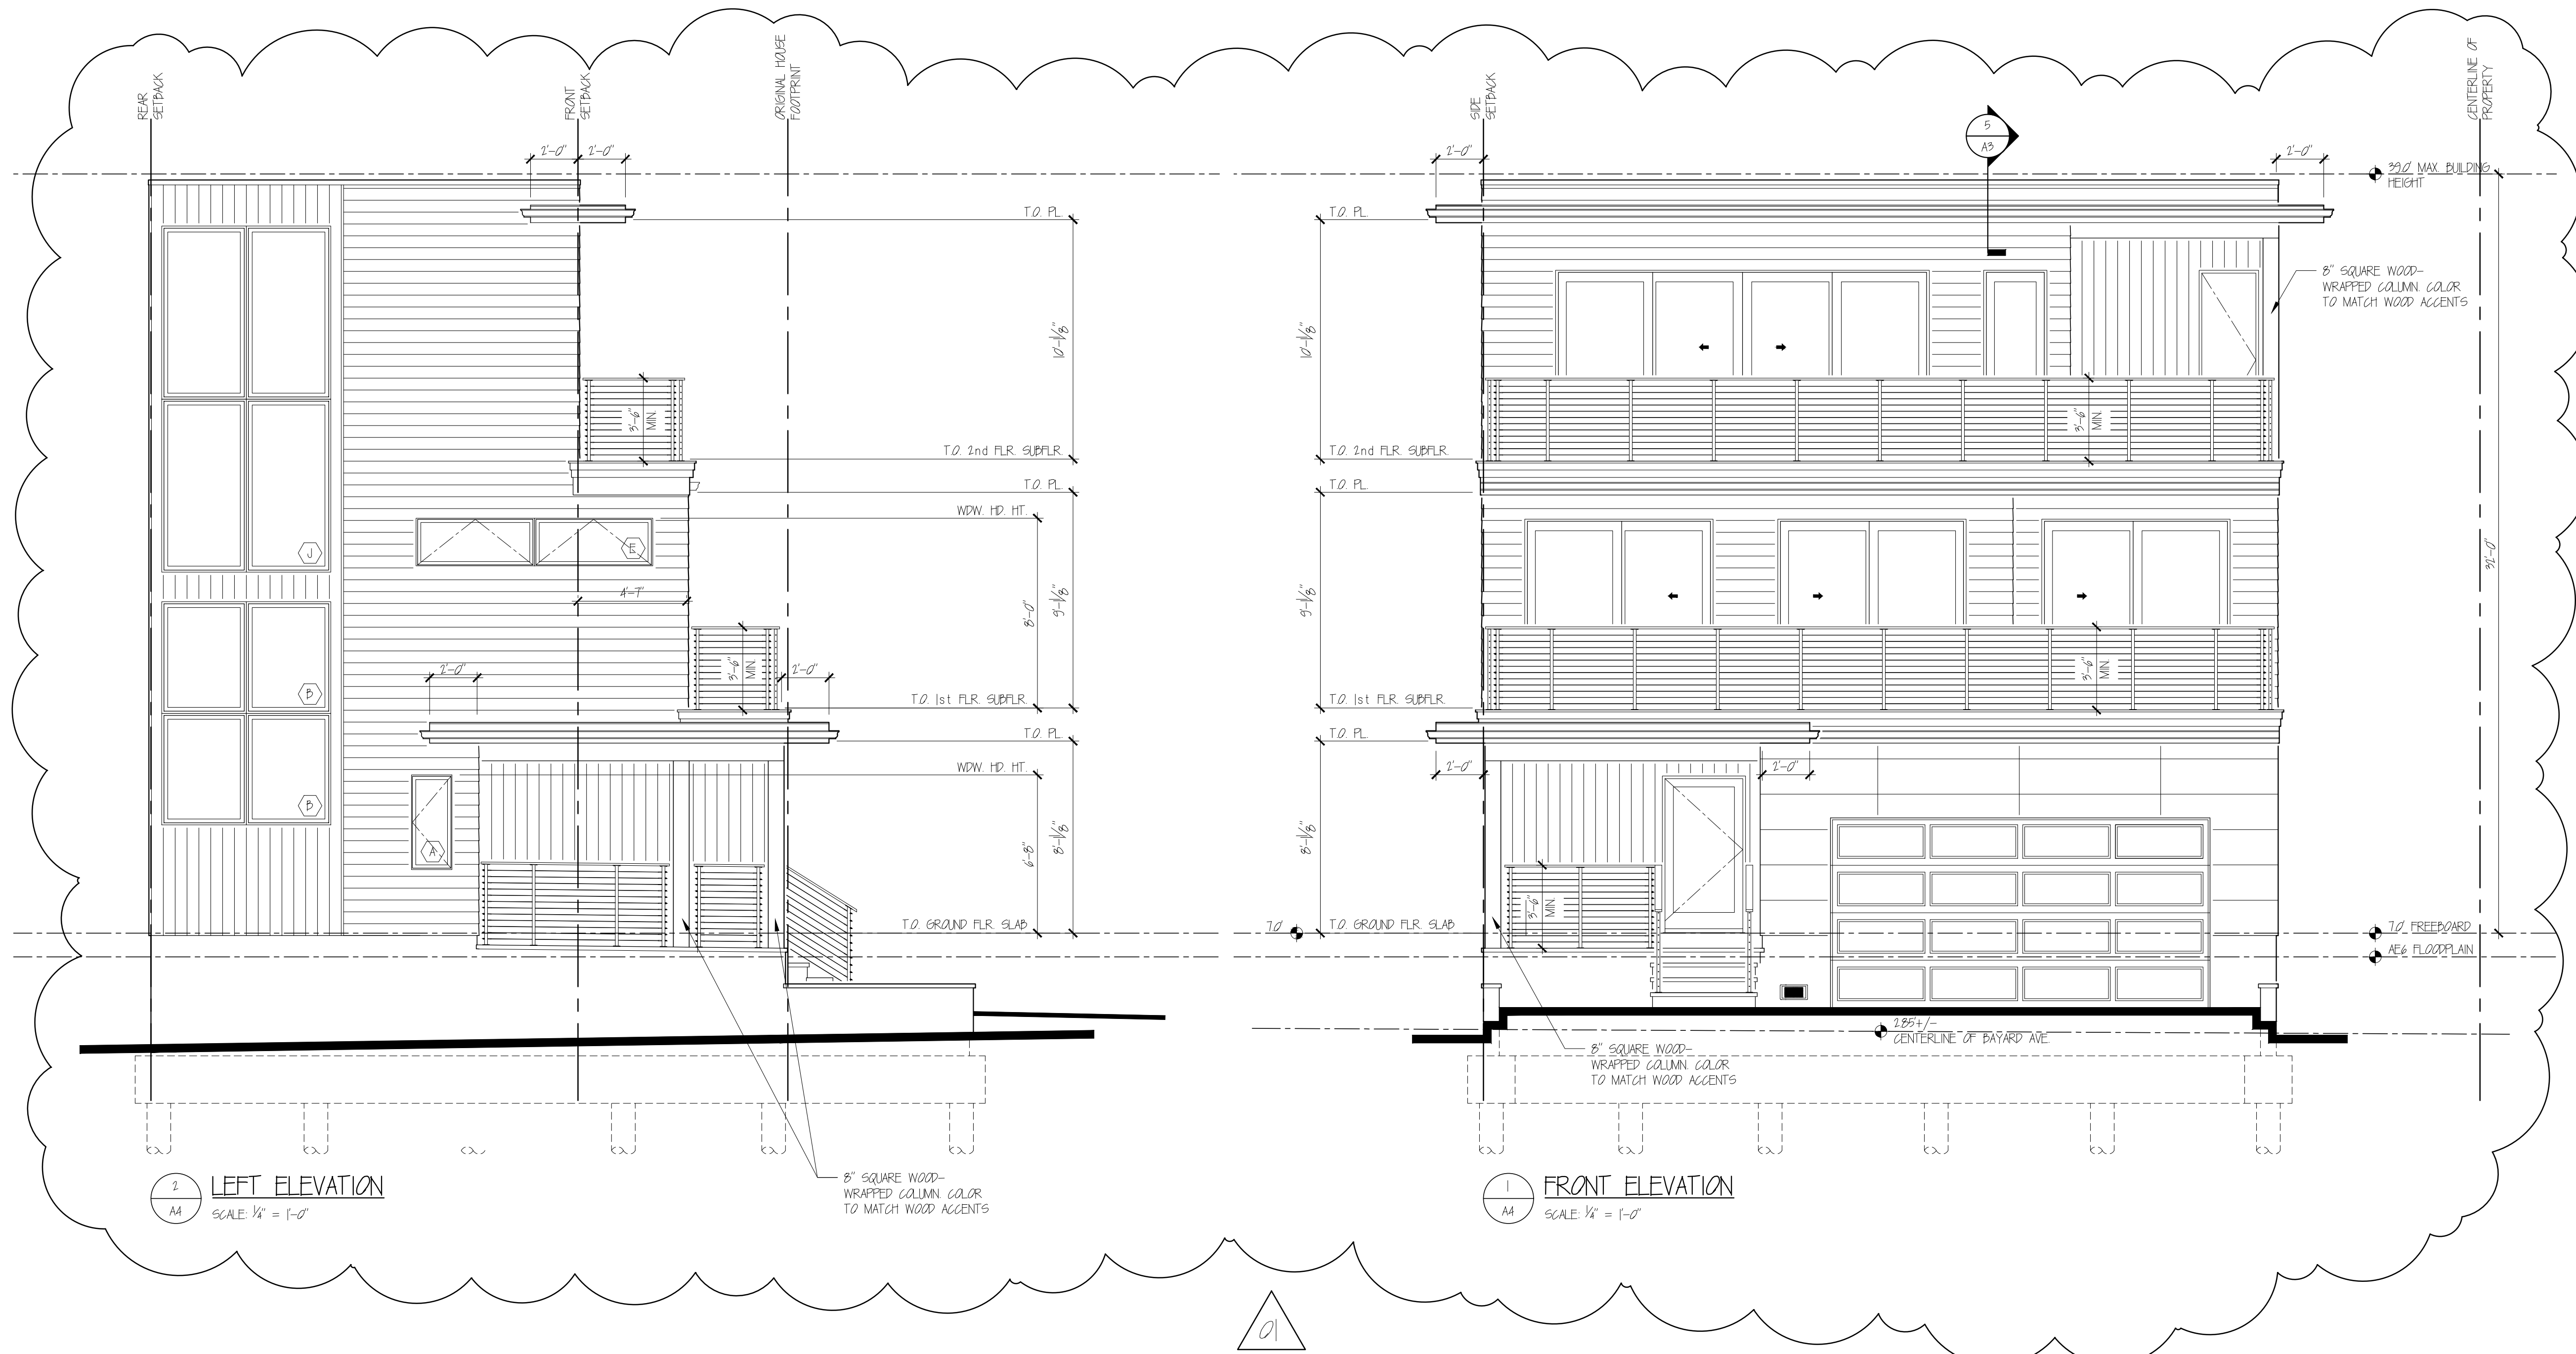 REAR
SETBACK
FRONT
SETBACK
ORIGINAL HOUSE
FOOTPRINT
2'-0"
2'-0"
T.O. PL.
10'-1 1/8"
3'-6"
MIN.
T.O. 2nd FLR. SUBFLR.
T.O. PL.
WDW. HD. HT.
J
E
4'-7"
8'-0"
9'-1 1/8"
B
3'-6"
MIN.
2'-0"
2'-0"
T.O. 1st FLR. SUBFLR.
T.O. PL.
WDW. HD. HT.
B
A
6'-8"
8'-1 1/8"
T.O. GROUND FLR. SLAB
8" SQUARE WOOD-
WRAPPED COLUMN. COLOR
TO MATCH WOOD ACCENTS
2
A4
LEFT ELEVATION
SCALE: 1/4" = 1'-0"
SIDE
SETBACK
CENTERLINE OF
PROPERTY
5
A3
2'-0"
2'-0"
39.0' MAX. BUILDING
HEIGHT
T.O. PL.
8" SQUARE WOOD-
WRAPPED COLUMN. COLOR
TO MATCH WOOD ACCENTS
10'-1 1/8"
3'-6"
MIN.
T.O. 2nd FLR. SUBFLR.
T.O. PL.
32'-0"
9'-1 1/8"
3'-6"
MIN.
T.O. 1st FLR. SUBFLR.
T.O. PL.
2'-0"
2'-0"
8'-1 1/8"
3'-6"
MIN.
7.0'
T.O. GROUND FLR. SLAB
7.0' FREEBOARD
AE6 FLOODPLAIN
2.85'+/-
CENTERLINE OF BAYARD AVE.
8" SQUARE WOOD-
WRAPPED COLUMN. COLOR
TO MATCH WOOD ACCENTS
1
A4
FRONT ELEVATION
SCALE: 1/4" = 1'-0"
01